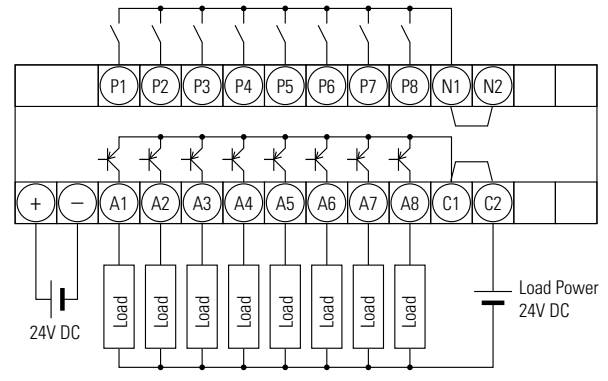 P1 P2 P3 P4 P5 P6 P7 P8 N1 N2
+ − A1 A2 A3 A4 A5 A6 A7 A8 C1 C2
Load Load Load Load Load Load Load Load
Load Power
24V DC
24V DC